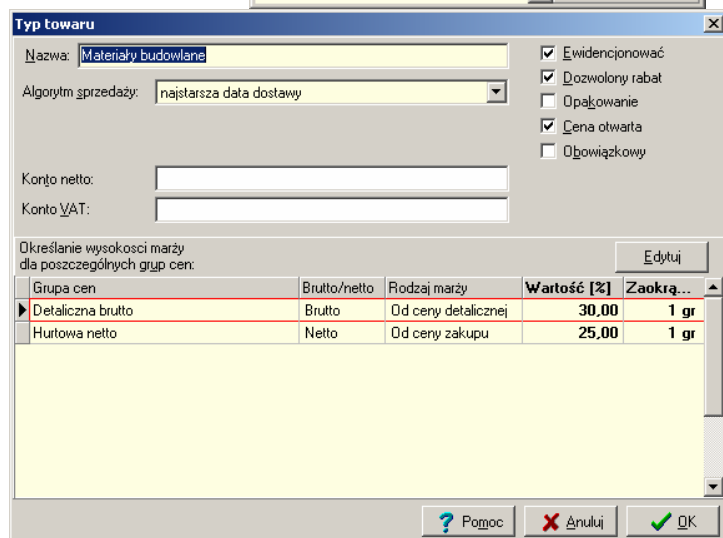 Typ towaru
Nazwa: Materiały budowlane
Ewidencjonować
Algorytm sprzedaży: najstarsza data dostawy
Dozwolony rabat
Opakowanie
Cena otwarta
Obowiązkowy
Konto netto:
Konto VAT:
Określanie wysokosci marży
dla poszczególnych grup cen:
Edytuj
Grupa cen Brutto/netto Rodzaj marży Wartość [%] Zaokrą...
Detaliczna brutto Brutto Od ceny detalicznej 30,00 1 gr
Hurtowa netto Netto Od ceny zakupu 25,00 1 gr
? Pomoc Anuluj OK